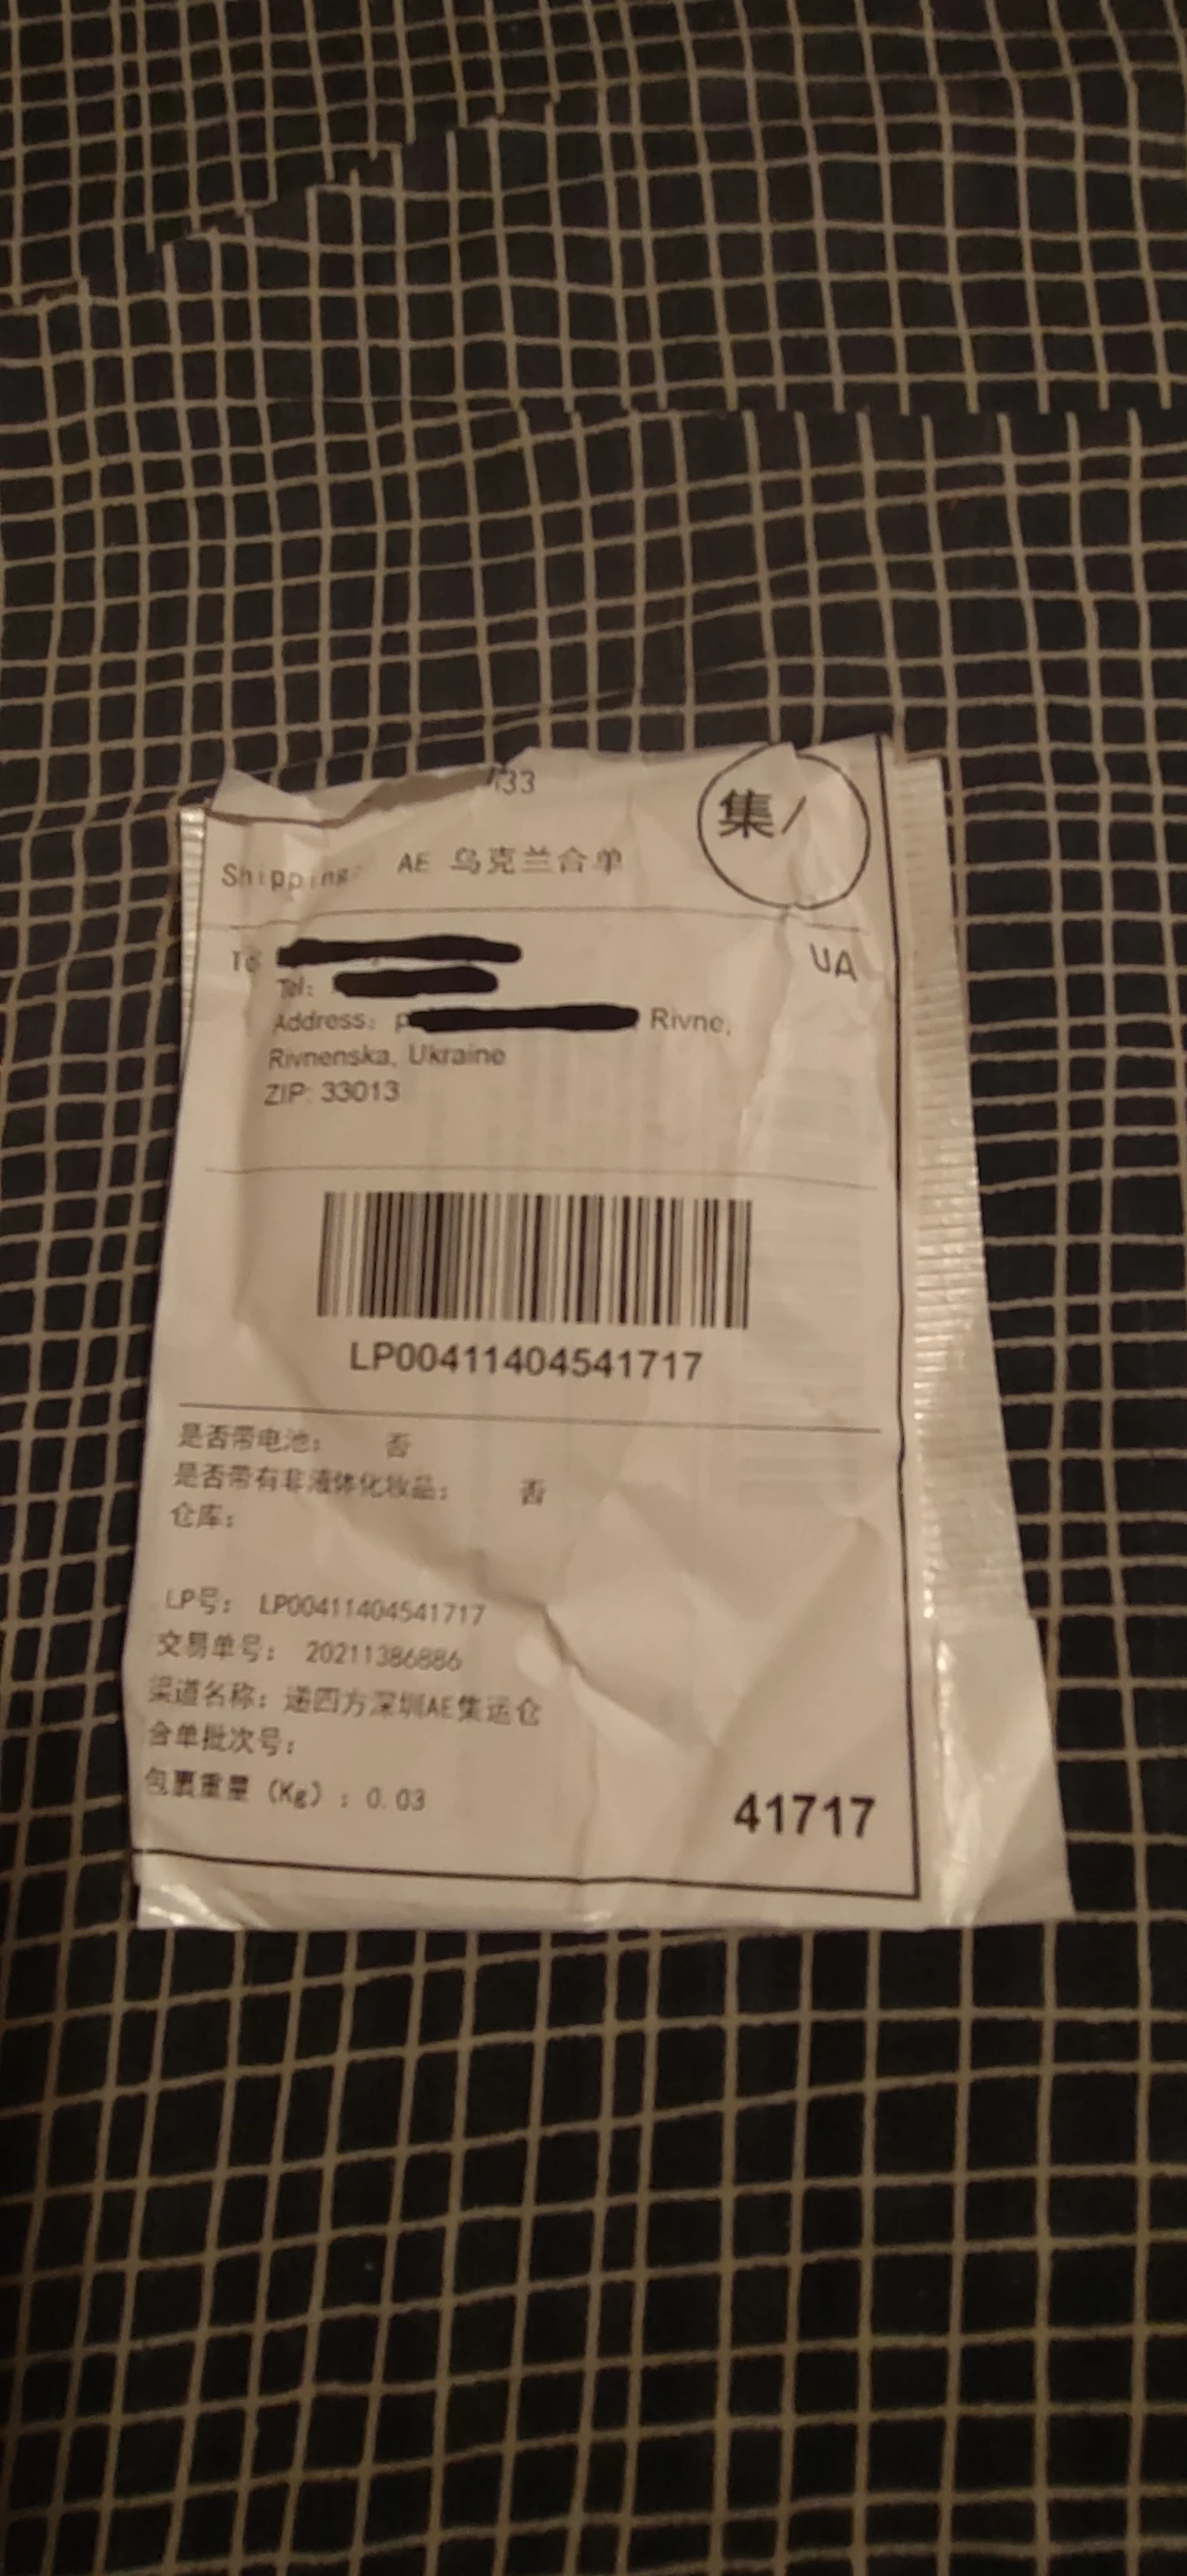 33
集/
Shipping: AE 乌克兰合单
To
UA
Tel:
Address: p Rivne,
Rivnenska, Ukraine
ZIP: 33013
LP00411404541717
是否带电池: 否
是否带有非液体化妆品: 否
仓库:
LP号: LP00411404541717
交易单号: 20211386886
渠道名称: 递四方深圳AE集运仓
合单批次号:
包裹重量 (Kg) : 0.03
41717